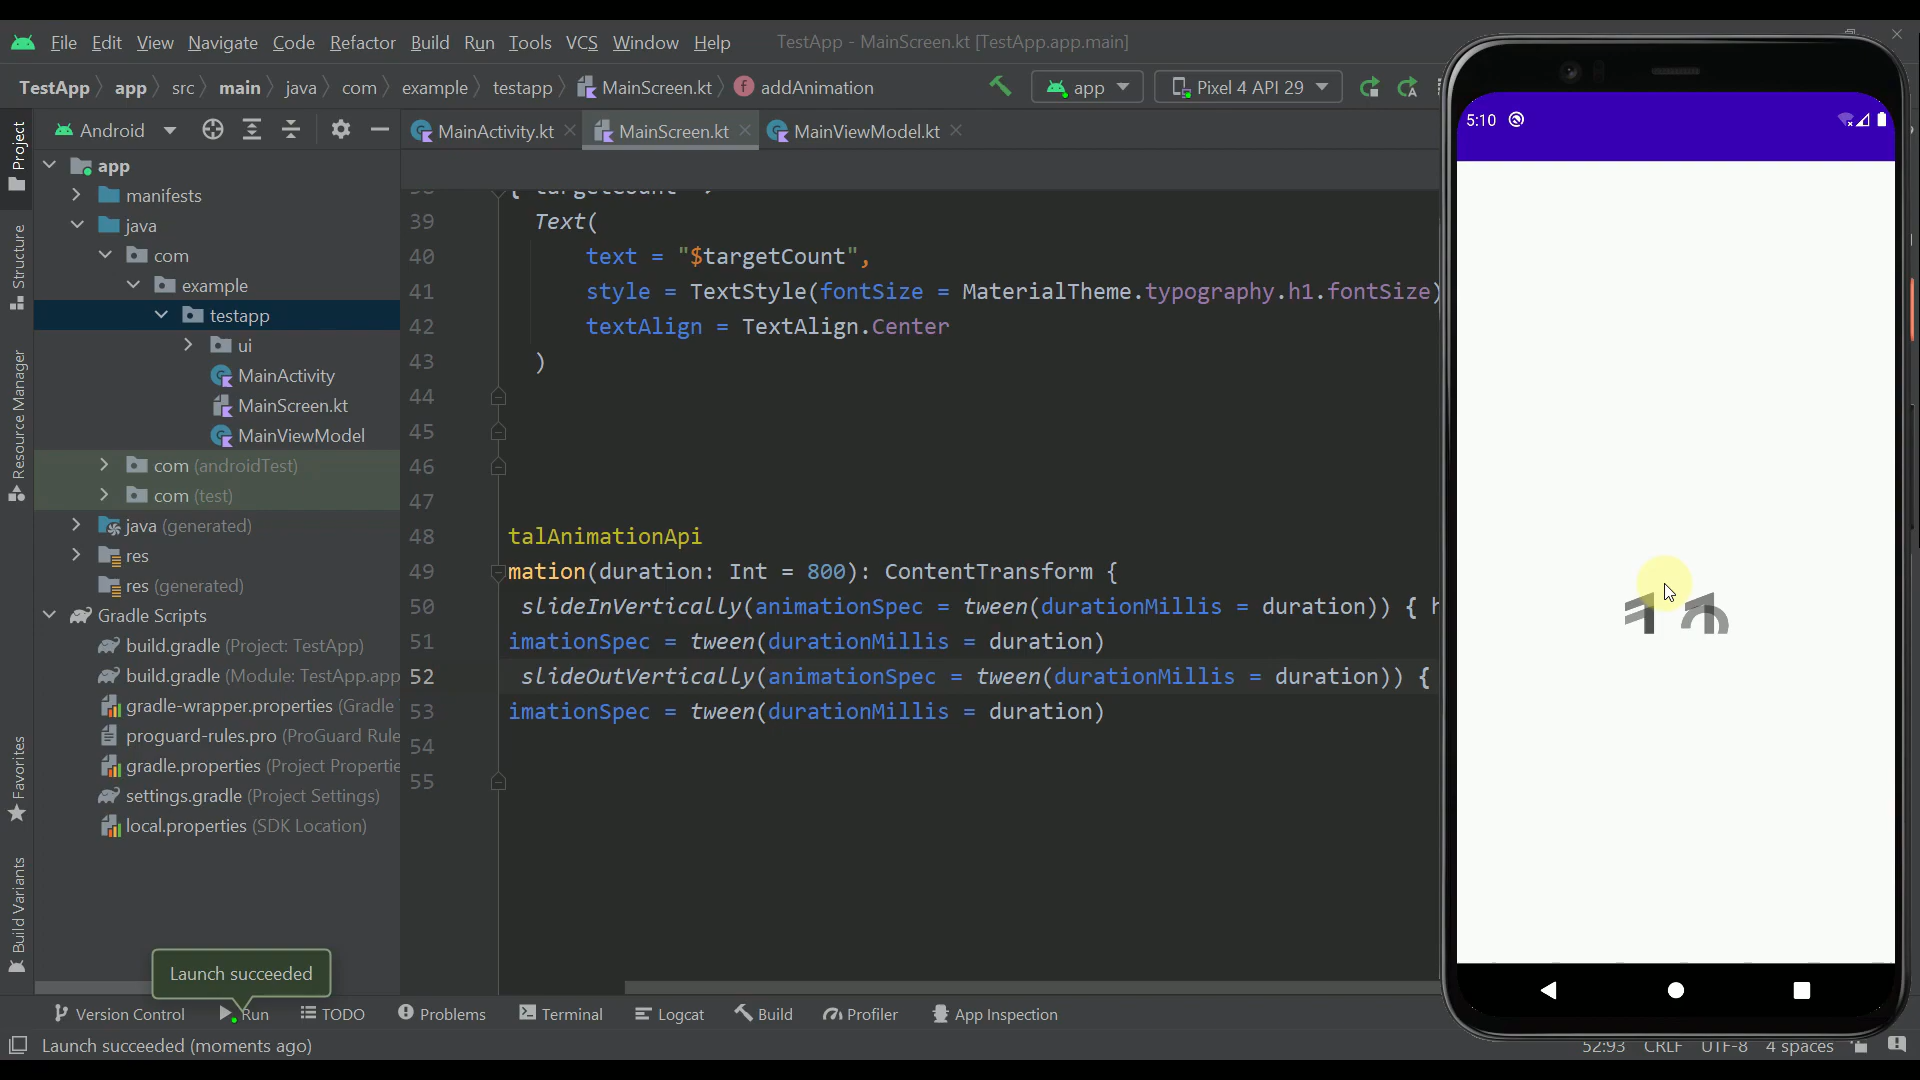 File Edit View Navigate Code Refactor Build Run Tools VCS Window Help TestApp - MainScreen.kt [TestApp.app.main]
TestApp app src main java com example testapp MainScreen.kt addAnimation app Pixel 4 API 29
Android
MainActivity.kt MainScreen.kt MainViewModel.kt
Project
Structure
Resource Manager
Favorites
Build Variants
app
manifests
java
com
example
testapp
ui
MainActivity
MainScreen.kt
MainViewModel
com (androidTest)
com (test)
java (generated)
res
res (generated)
Gradle Scripts
build.gradle (Project: TestApp)
build.gradle (Module: TestApp.app
gradle-wrapper.properties (Gradle
proguard-rules.pro (ProGuard Rule
gradle.properties (Project Propertie
settings.gradle (Project Settings)
local.properties (SDK Location)
39 Text(
40 text = "$targetCount",
41 style = TextStyle(fontSize = MaterialTheme.typography.h1.fontSize)
42 textAlign = TextAlign.Center
43 )
44
45
46
47
48 talAnimationApi
49 mation(duration: Int = 800): ContentTransform {
50 slideInVertically(animationSpec = tween(durationMillis = duration)) { h
51 imationSpec = tween(durationMillis = duration)
52 slideOutVertically(animationSpec = tween(durationMillis = duration)) {
53 imationSpec = tween(durationMillis = duration)
54
55
5:10
Launch succeeded
Version Control Run TODO Problems Terminal Logcat Build Profiler App Inspection
Launch succeeded (moments ago)
52:93 CRLF UTF-8 4 spaces